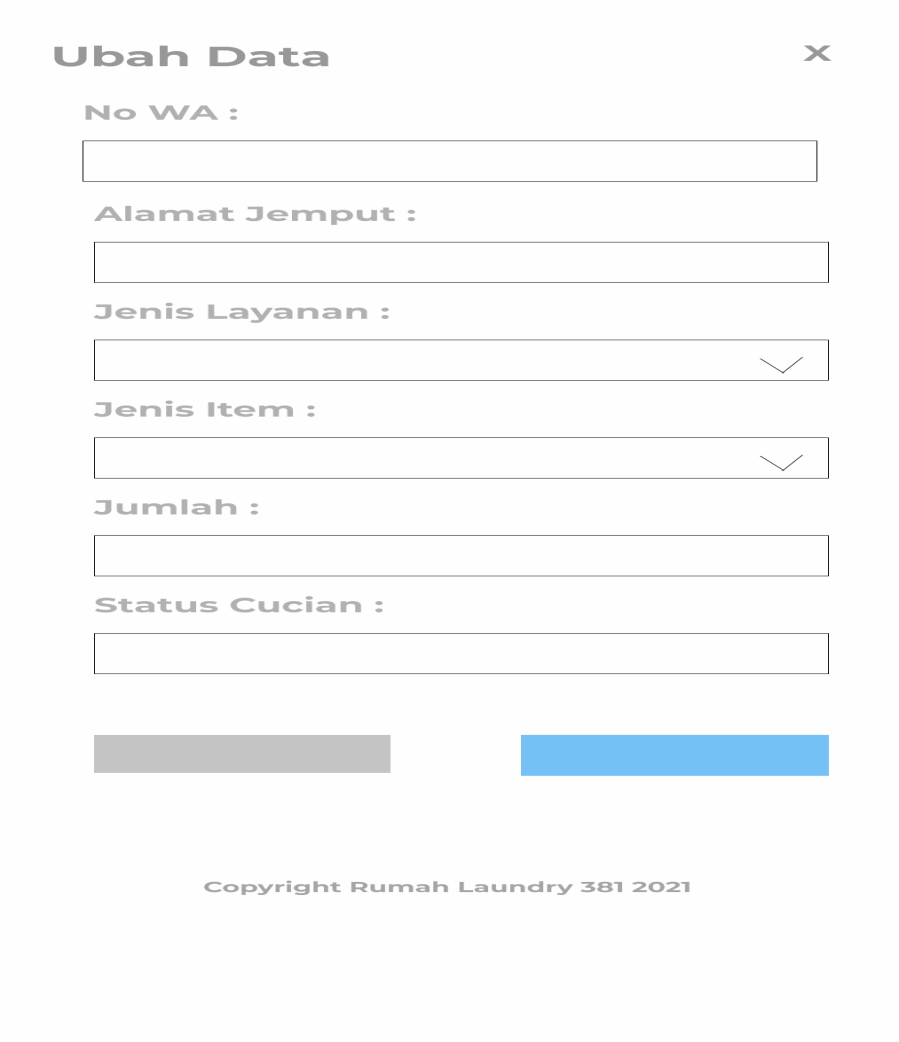 Ubah Data X
No WA :
Alamat Jemput :
Jenis Layanan :
Jenis Item :
Jumlah :
Status Cucian :
Copyright Rumah Laundry 381 2021